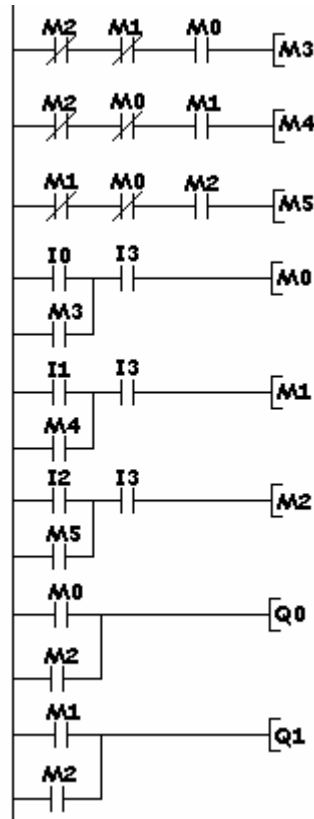 M2 M1 M0 [M3
M2 M0 M1 [M4
M1 M0 M2 [M5
I0 I3 [M0
M3
I1 I3 [M1
M4
I2 I3 [M2
M5
M0 [Q0
M2
M1 [Q1
M2